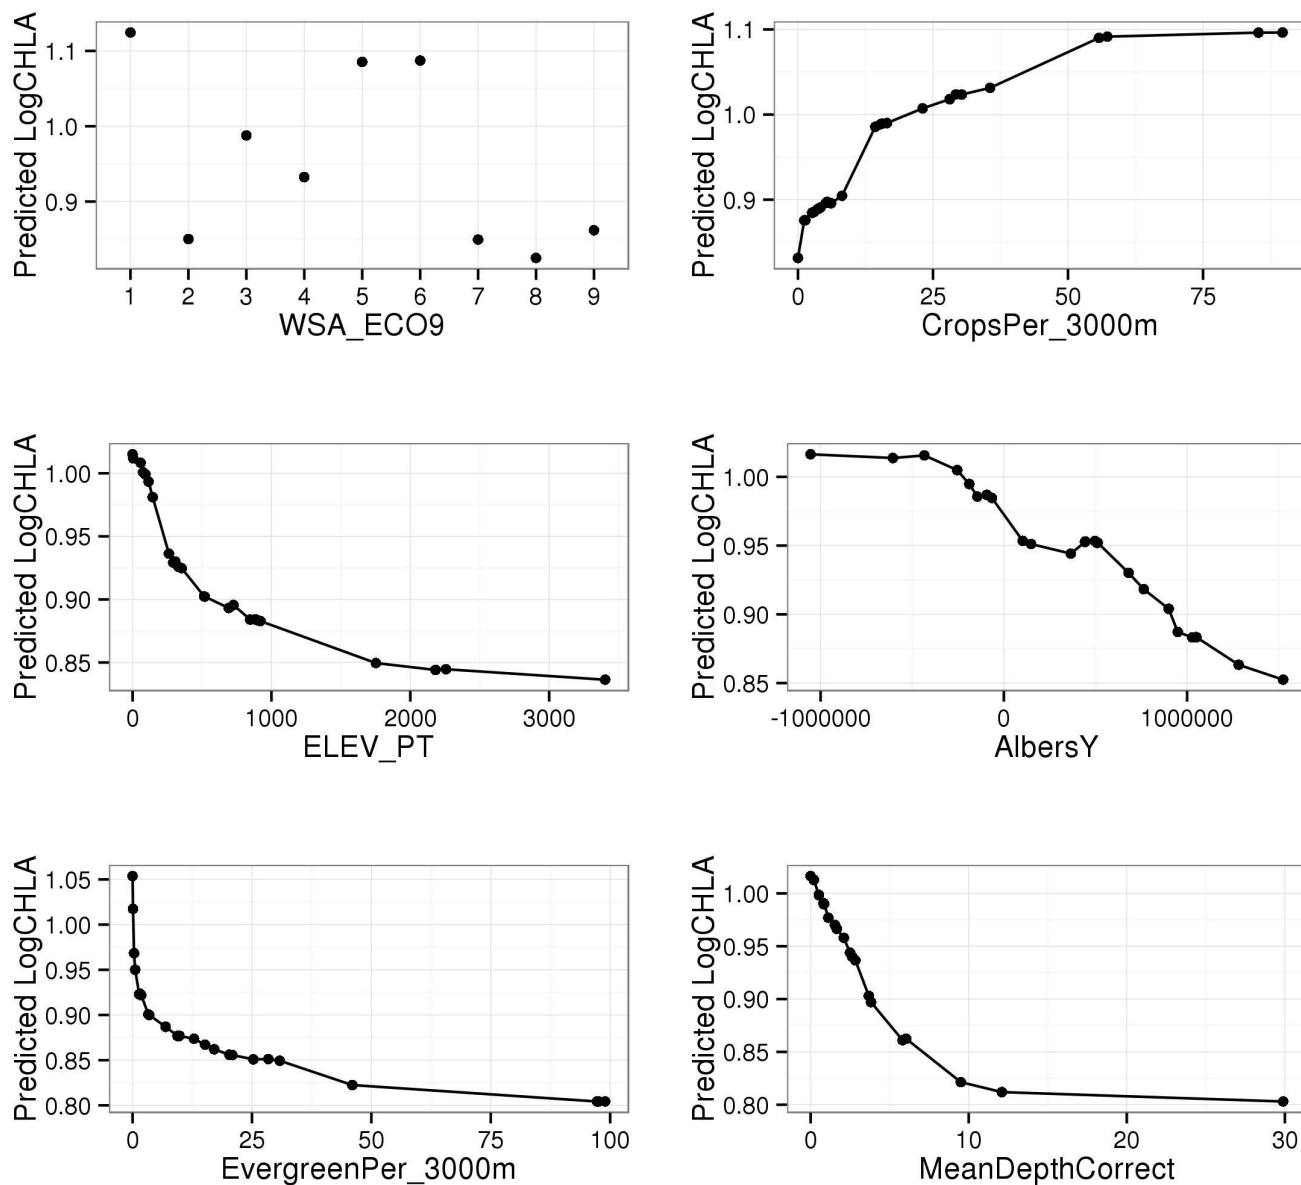 Predicted LogCHLA
1.1
1.0
0.9
1 2 3 4 5 6 7 8 9
WSA_ECO9
Predicted LogCHLA
1.1
1.0
0.9
0 25 50 75
CropsPer_3000m
Predicted LogCHLA
1.00
0.95
0.90
0.85
0 1000 2000 3000
ELEV_PT
Predicted LogCHLA
1.00
0.95
0.90
0.85
-1000000 0 1000000
AlbersY
Predicted LogCHLA
1.05
1.00
0.95
0.90
0.85
0.80
0 25 50 75 100
EvergreenPer_3000m
Predicted LogCHLA
1.00
0.95
0.90
0.85
0.80
0 10 20 30
MeanDepthCorrect